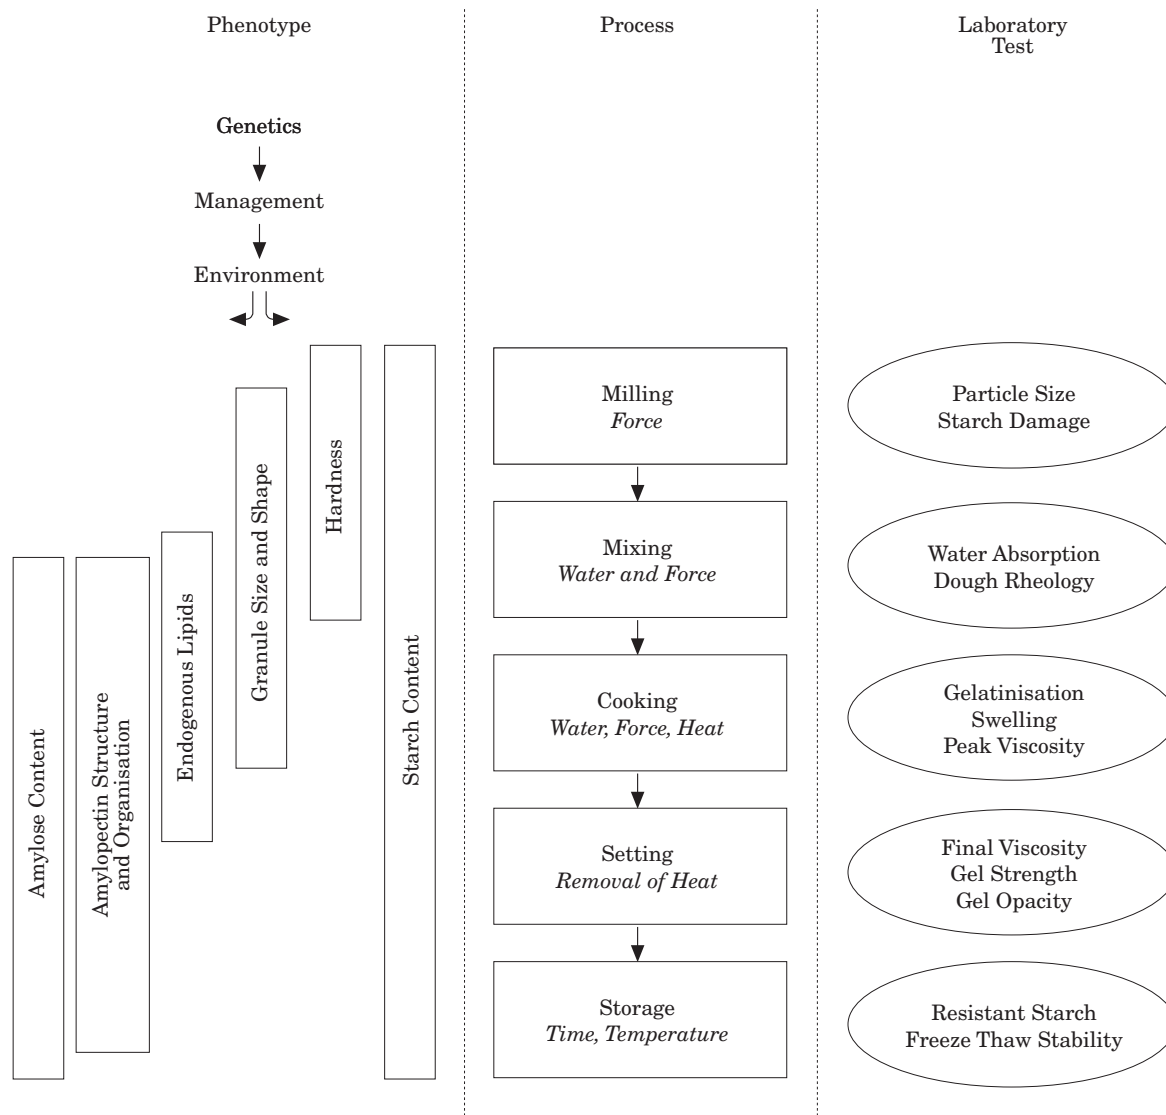 Phenotype
Process
Laboratory
Test
Genetics
Management
Environment
Amylose Content
Amylopectin Structure
and Organisation
Endogenous Lipids
Granule Size and Shape
Hardness
Starch Content
Milling
Force
Mixing
Water and Force
Cooking
Water, Force, Heat
Setting
Removal of Heat
Storage
Time, Temperature
Particle Size
Starch Damage
Water Absorption
Dough Rheology
Gelatinisation
Swelling
Peak Viscosity
Final Viscosity
Gel Strength
Gel Opacity
Resistant Starch
Freeze Thaw Stability